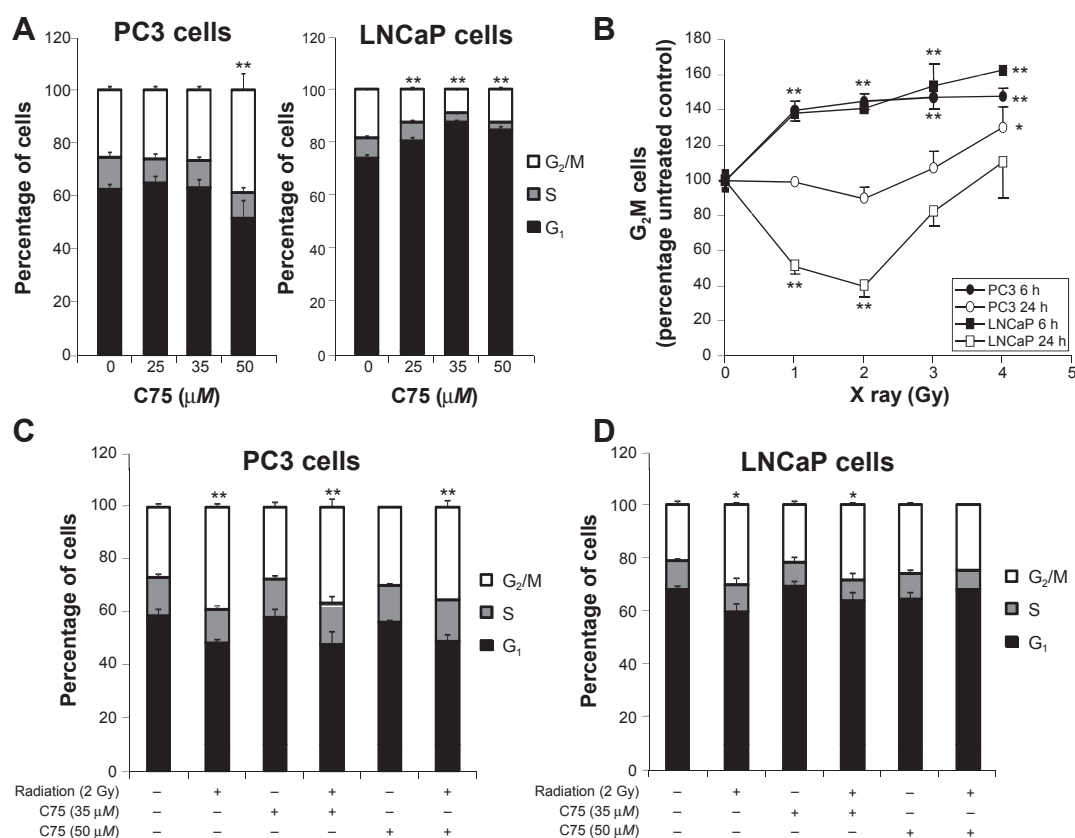 A
PC3 cells
LNCaP cells
Percentage of cells
120
100
80
60
40
20
0
**
0 25 35 50
C75 (μM)
Percentage of cells
120
100
80
60
40
20
0
** ** **
0 25 35 50
C75 (μM)
G2/M
S
G1
B
G2M cells
(percentage untreated control)
180
160
140
120
100
80
60
40
20
0
** ** ** **
**
**
*
** **
PC3 6 h
PC3 24 h
LNCaP 6 h
LNCaP 24 h
0 1 2 3 4 5
X ray (Gy)
C
PC3 cells
Percentage of cells
120
100
80
60
40
20
0
** ** **
G2/M
S
G1
Radiation (2 Gy) – + – + – +
C75 (35 μM) – – + + – –
C75 (50 μM) – – – – + +
D
LNCaP cells
Percentage of cells
120
100
80
60
40
20
0
* *
G2/M
S
G1
Radiation (2 Gy) – + – + – +
C75 (35 μM) – – + + – –
C75 (50 μM) – – – – + +